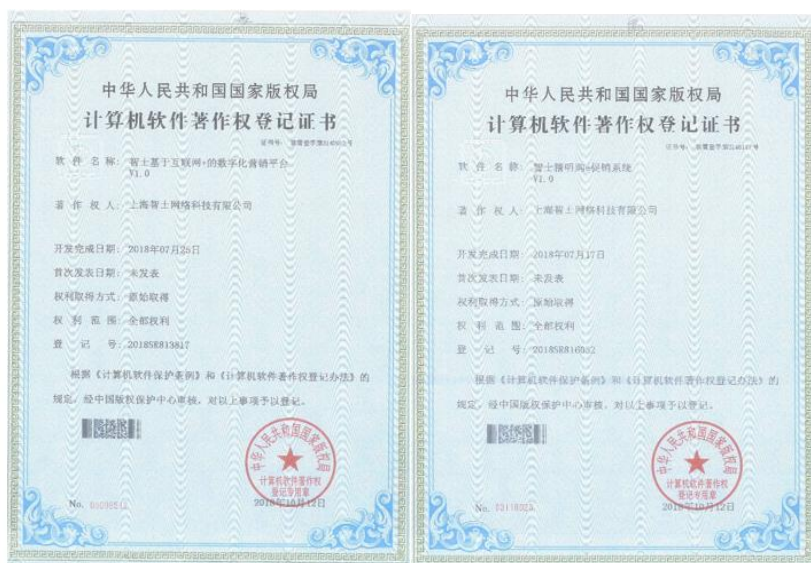 中华人民共和国国家版权局
计算机软件著作权登记证书
软件名称：智士基于互联网+的数字化营销平台
V1.0
著作权人：上海智士网络科技有限公司
开发完成日期：2018年07月25日
首次发表日期：未发表
权利取得方式：原始取得
权利范围：全部权利
登记号：2018SR813817
根据《计算机软件保护条例》和《计算机软件著作权登记办法》的
规定，经中国版权保护中心审核，对以上事项予以登记。
中华人民共和国国家版权局
计算机软件著作权
登记专用章
No.
2018年10月12日
中华人民共和国国家版权局
计算机软件著作权登记证书
软件名称：智士精明购+促销系统
V1.0
著作权人：上海智士网络科技有限公司
开发完成日期：2018年07月17日
首次发表日期：未发表
权利取得方式：原始取得
权利范围：全部权利
登记号：
根据《计算机软件保护条例》和《计算机软件著作权登记办法》的
规定，经中国版权保护中心审核，对以上事项予以登记。
中华人民共和国国家版权局
计算机软件著作权
登记专用章
No.
2018年10月12日